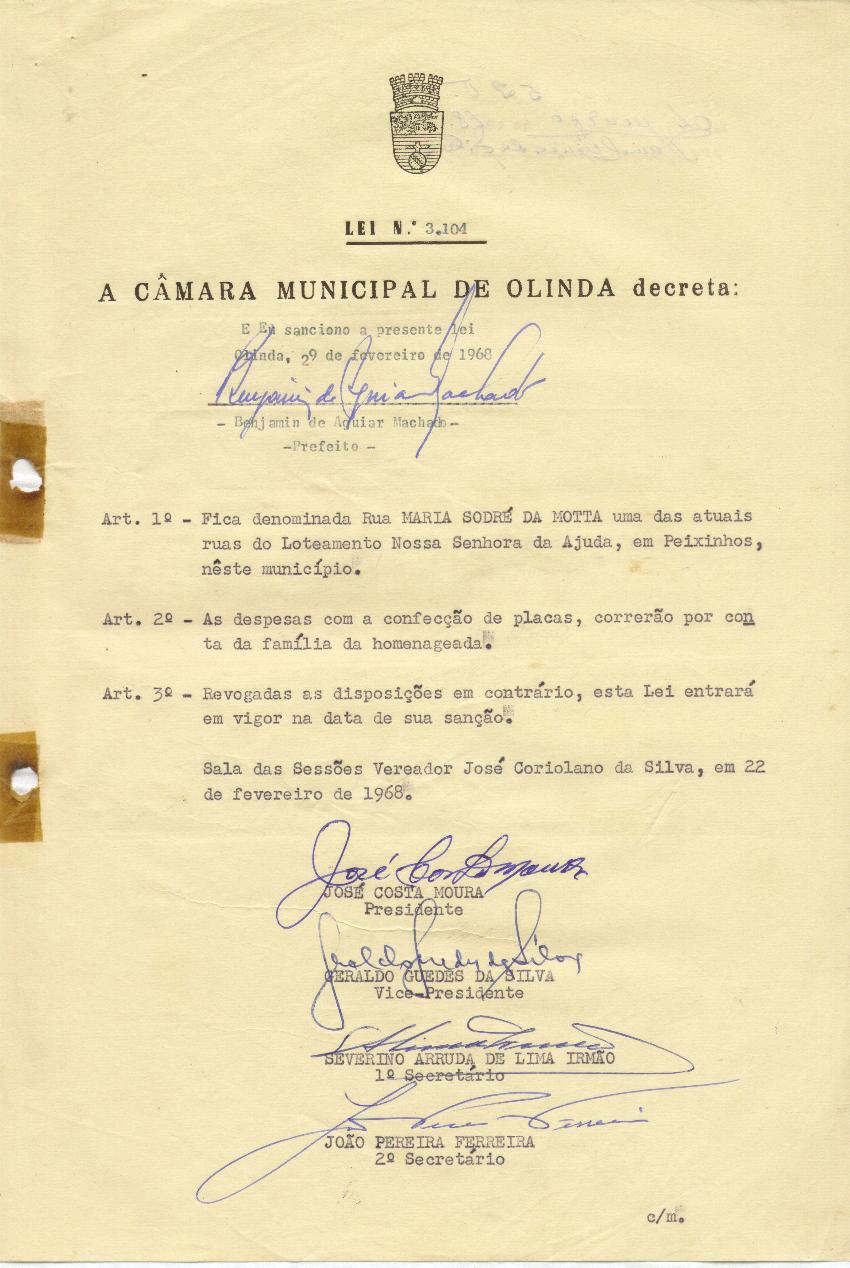 LEI N.º 3.104
A CÂMARA MUNICIPAL DE OLINDA decreta:
E Eu sanciono a presente lei
Olinda, 29 de fevereiro de 1968
Benjamin de Aguiar Machado
- Benjamin de Aguiar Machado-
-Prefeito -
Art. 1º - Fica denominada Rua MARIA SODRÉ DA MOTTA uma das atuais
ruas do Loteamento Nossa Senhora da Ajuda, em Peixinhos,
nêste município.
Art. 2º - As despesas com a confecção de placas, correrão por con
ta da família da homenageada.
Art. 3º - Revogadas as disposições em contrário, esta Lei entrará
em vigor na data de sua sanção.
Sala das Sessões Vereador José Coriolano da Silva, em 22
de fevereiro de 1968.
José Costa Moura
JOSÉ COSTA MOURA
Presidente
Geraldo Guedes da Silva
GERALDO GUEDES DA SILVA
Vice-Presidente
SEVERINO ARRUDA DE LIMA IRMÃO
1º Secretário
JOÃO PEREIRA FERREIRA
2º Secretário
c/m.